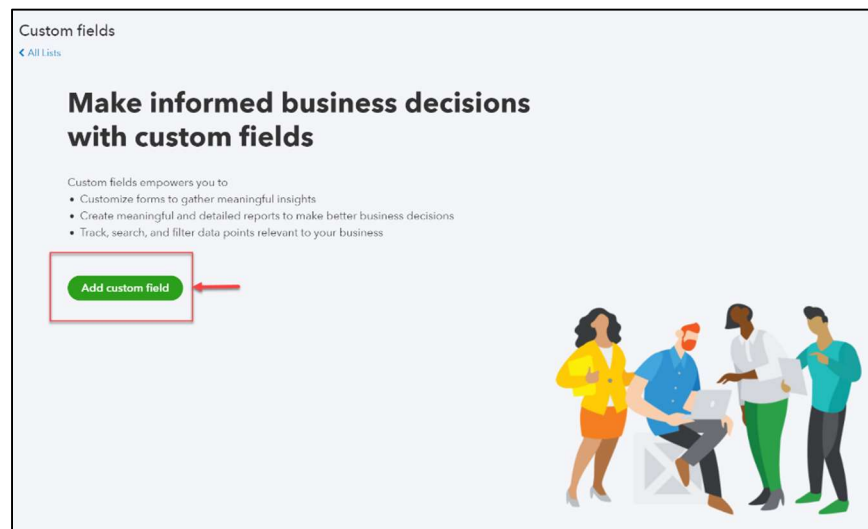 Custom fields
All Lists
Make informed business decisions
with custom fields
Custom fields empowers you to
• Customize forms to gather meaningful insights
• Create meaningful and detailed reports to make better business decisions
• Track, search, and filter data points relevant to your business
Add custom field